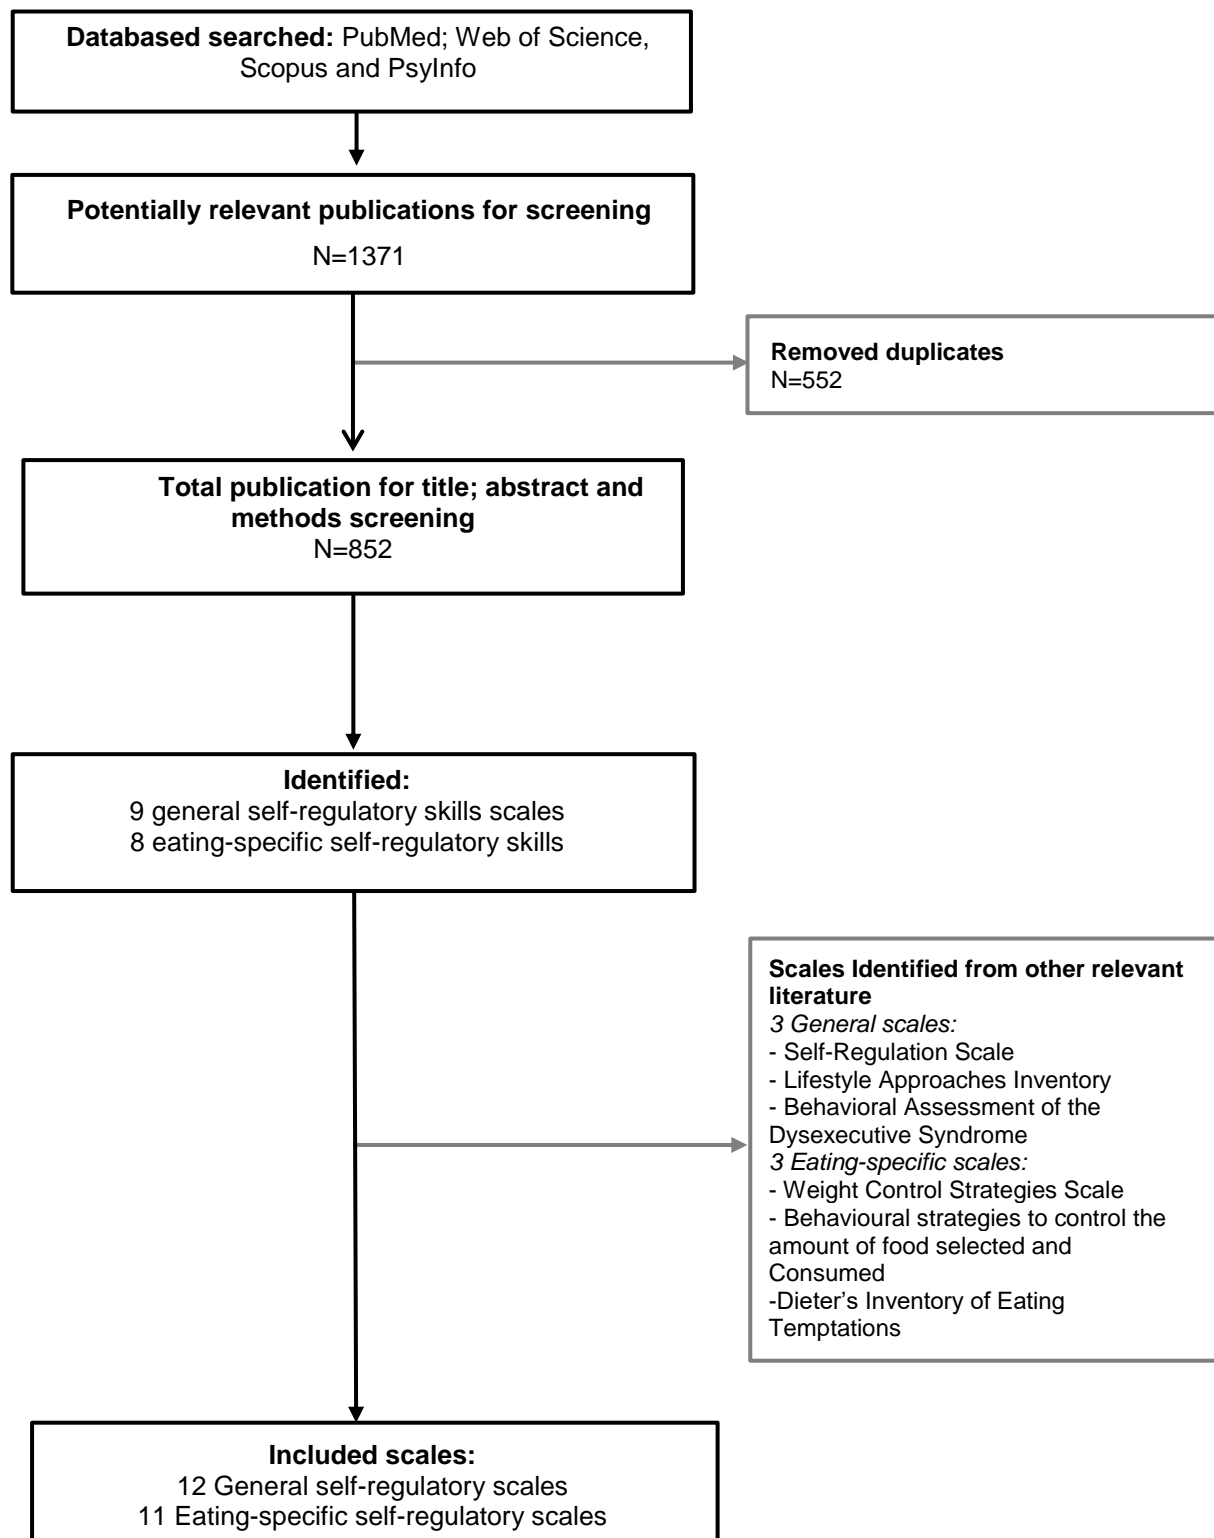 Databased searched: PubMed; Web of Science,
Scopus and PsyInfo
Potentially relevant publications for screening
N=1371
Removed duplicates
N=552
Total publication for title; abstract and
methods screening
N=852
Identified:
9 general self-regulatory skills scales
8 eating-specific self-regulatory skills
Scales Identified from other relevant
literature
3 General scales:
- Self-Regulation Scale
- Lifestyle Approaches Inventory
- Behavioral Assessment of the
Dysexecutive Syndrome
3 Eating-specific scales:
- Weight Control Strategies Scale
- Behavioural strategies to control the
amount of food selected and
Consumed
-Dieter’s Inventory of Eating
Temptations
Included scales:
12 General self-regulatory scales
11 Eating-specific self-regulatory scales